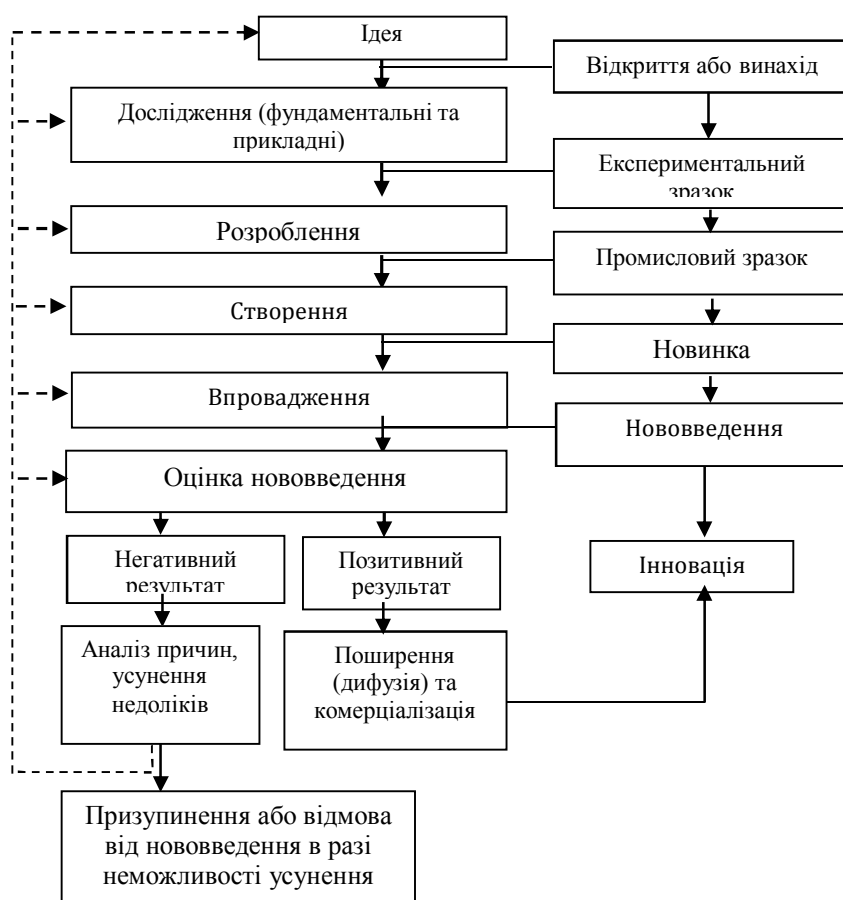 Ідея
Відкриття або винахід
Дослідження (фундаментальні та
прикладні)
Експериментальний
зразок
Розроблення
Промисловий зразок
Створення
Новинка
Впровадження
Нововведення
Оцінка нововведення
Негативний
результат
Позитивний
результат
Інновація
Аналіз причин,
усунення
недоліків
Поширення
(дифузія) та
комерціалізація
Призупинення або відмова
від нововведення в разі
неможливості усунення